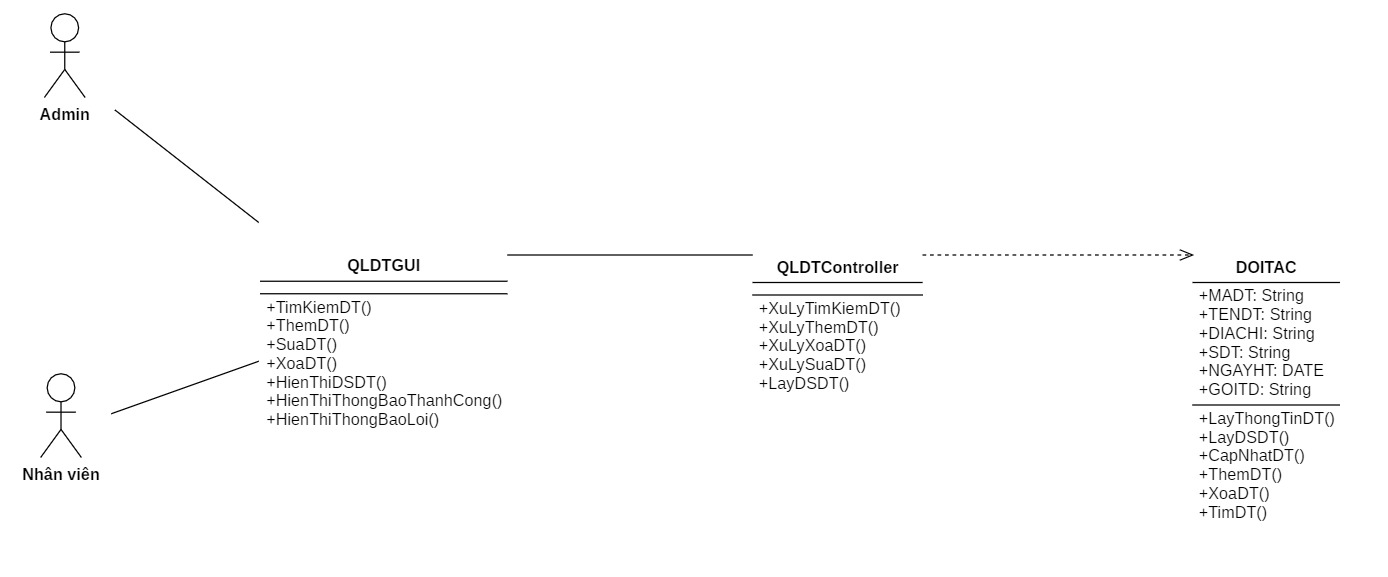 Admin
Nhân viên
QLDTGUI
+TimKiemDT()
+ThemDT()
+SuaDT()
+XoaDT()
+HienThiDSDT()
+HienThiThongBaoThanhCong()
+HienThiThongBaoLoi()
QLDTController
+XuLyTimKiemDT()
+XuLyThemDT()
+XuLyXoaDT()
+XuLySuaDT()
+LayDSDT()
DOITAC
+MADT: String
+TENDT: String
+DIACHI: String
+SDT: String
+NGAYHT: DATE
+GOITD: String
+LayThongTinDT()
+LayDSDT()
+CapNhatDT()
+ThemDT()
+XoaDT()
+TimDT()